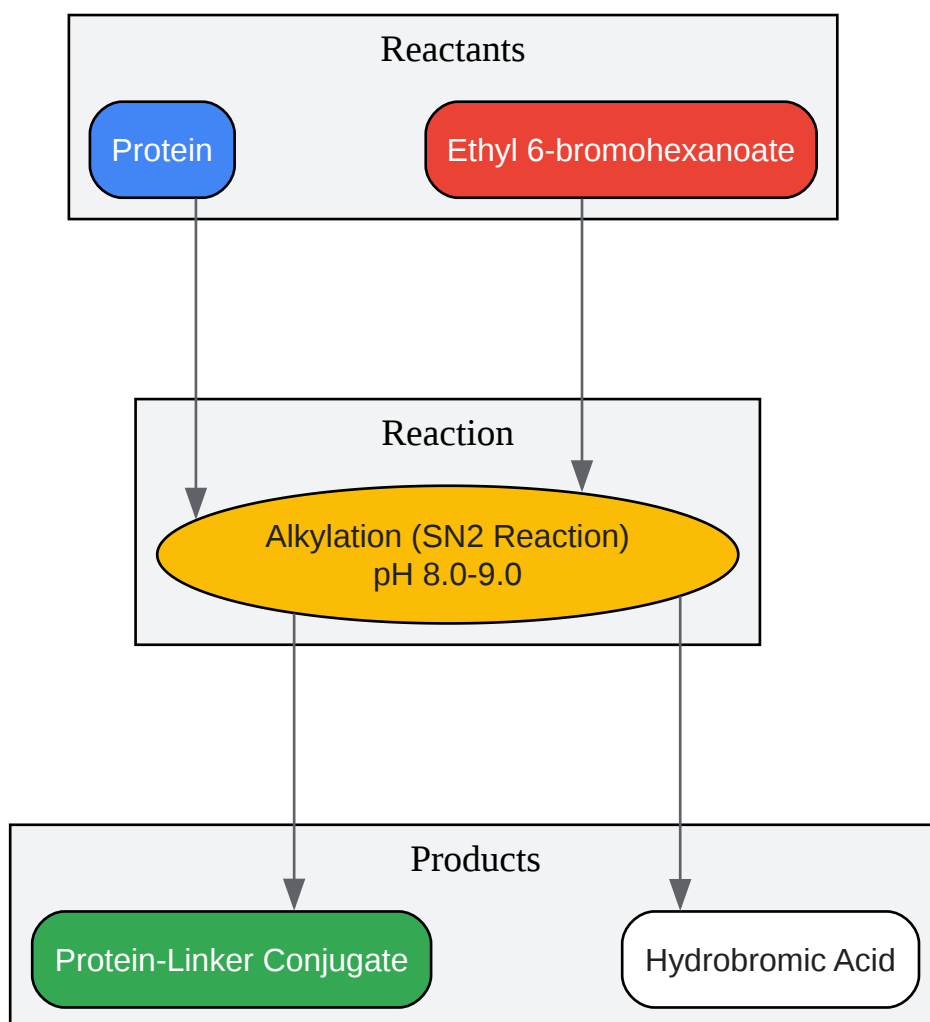 Reactants
Protein
Ethyl 6-bromohexanoate
Reaction
Alkylation (SN2 Reaction)
pH 8.0-9.0
Products
Protein-Linker Conjugate
Hydrobromic Acid